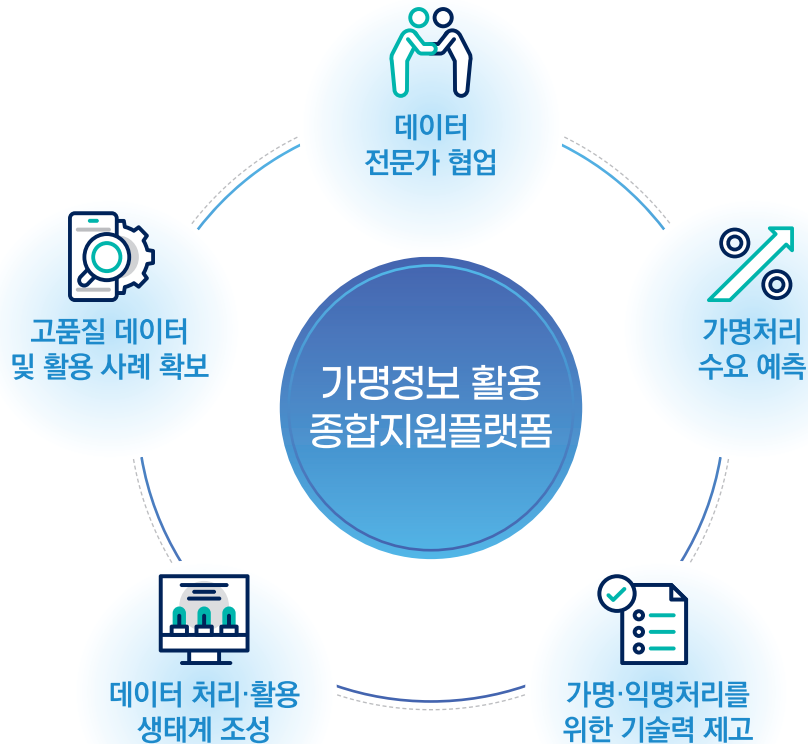 데이터
전문가 협업
고품질 데이터
및 활용 사례 확보
가명처리
수요 예측
가명정보 활용
종합지원플랫폼
데이터 처리·활용
생태계 조성
가명·익명처리를
위한 기술력 제고